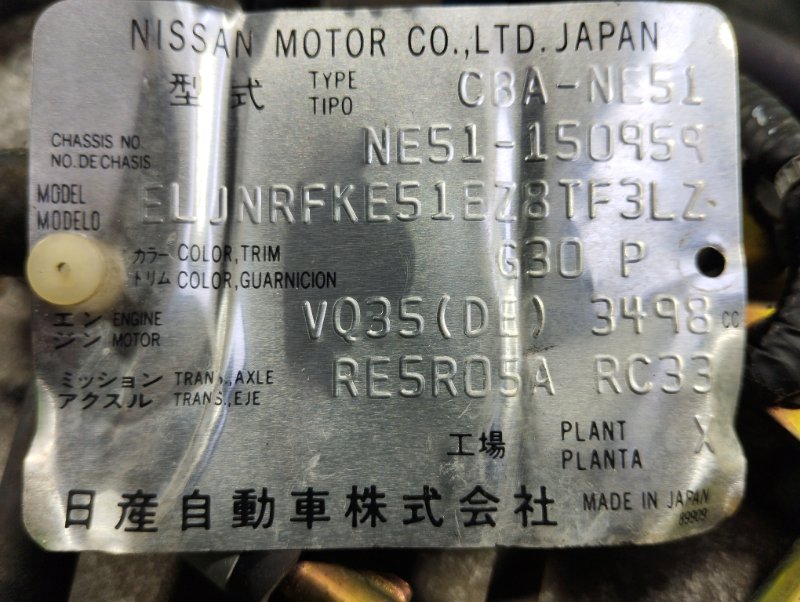 NISSAN MOTOR CO.,LTD. JAPAN
型式 TYPE TIPO CBA-NE51
CHASSIS NO. NE51-150959
NO. DE CHASIS
MODEL ELJNRFKE51EZ8TF3LZ
MODELO
カラー COLOR,TRIM G30 P
トリム COLOR,GUARNICION
エン ENGINE VQ35(DE) 3498 CC
ジン MOTOR
ミッション TRANS.,AXLE RE5R05A RC33
アクスル TRANS.,EJE
工場 PLANT X
PLANTA
日産自動車株式会社 MADE IN JAPAN
89909